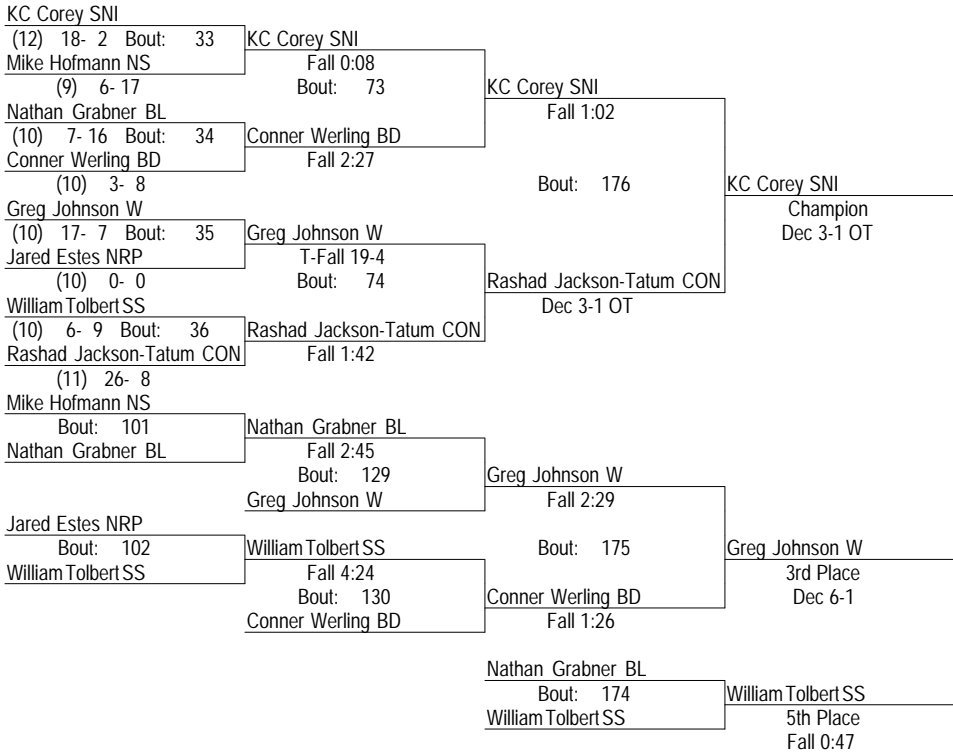 KC Corey SNI
(12) 18- 2 Bout: 33 KC Corey SNI
Mike Hofmann NS Fall 0:08
(9) 6- 17 Bout: 73 KC Corey SNI
Nathan Grabner BL Fall 1:02
(10) 7- 16 Bout: 34 Conner Werling BD
Conner Werling BD Fall 2:27
(10) 3- 8 Bout: 176 KC Corey SNI
Greg Johnson W Champion
(10) 17- 7 Bout: 35 Greg Johnson W Dec 3-1 OT
Jared Estes NRP T-Fall 19-4
(10) 0- 0 Bout: 74 Rashad Jackson-Tatum CON
William Tolbert SS Dec 3-1 OT
(10) 6- 9 Bout: 36 Rashad Jackson-Tatum CON
Rashad Jackson-Tatum CON Fall 1:42
(11) 26- 8
Mike Hofmann NS
Bout: 101 Nathan Grabner BL
Nathan Grabner BL Fall 2:45
Bout: 129 Greg Johnson W
Greg Johnson W Fall 2:29
Jared Estes NRP
Bout: 102 William Tolbert SS Bout: 175 Greg Johnson W
William Tolbert SS Fall 4:24 3rd Place
Bout: 130 Conner Werling BD Dec 6-1
Conner Werling BD Fall 1:26
Nathan Grabner BL
Bout: 174 William Tolbert SS
William Tolbert SS 5th Place
Fall 0:47